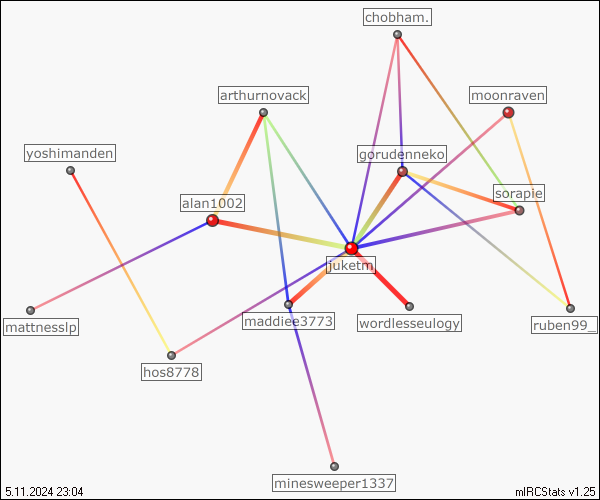 chobham.
arthurnovack
moonraven
yoshimanden
gorudenneko
sorapie
alan1002
juketm
mattnesslp
maddiee3773
wordlesseulogy
ruben99_
hos8778
minesweeper1337
5.11.2024 23:04
mIRCStats v1.25